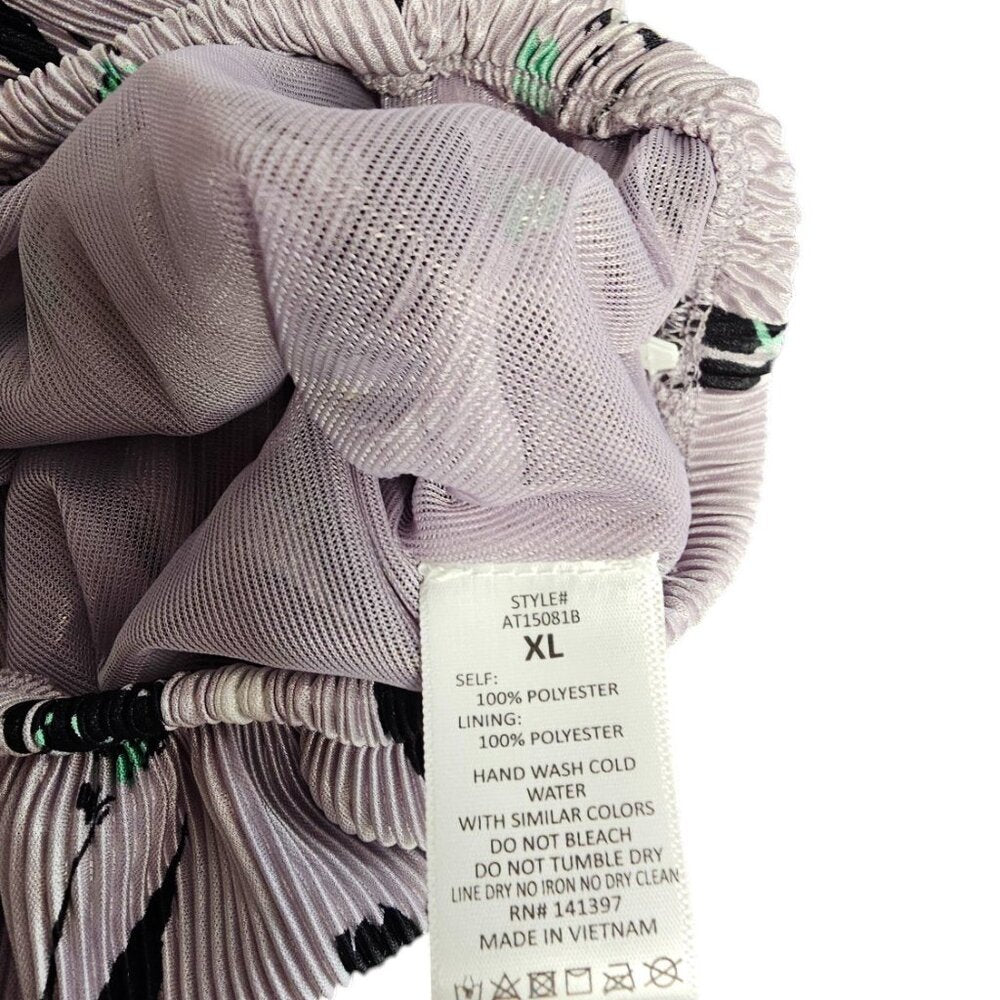 STYLE#
AT15081B
XL
SELF:
100% POLYESTER
LINING:
100% POLYESTER
HAND WASH COLD
WATER
WITH SIMILAR COLORS
DO NOT BLEACH
DO NOT TUMBLE DRY
LINE DRY NO IRON NO DRY CLEAN
RN# 141397
MADE IN VIETNAM